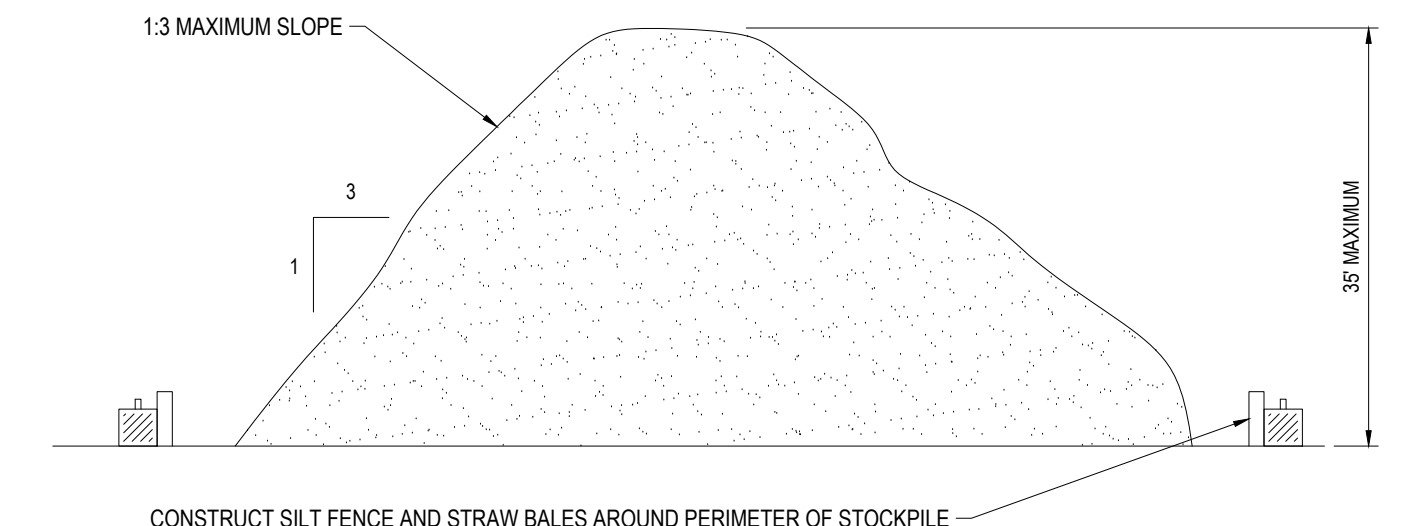 1:3 MAXIMUM SLOPE
3
1
35' MAXIMUM
CONSTRUCT SILT FENCE AND STRAW BALES AROUND PERIMETER OF STOCKPILE